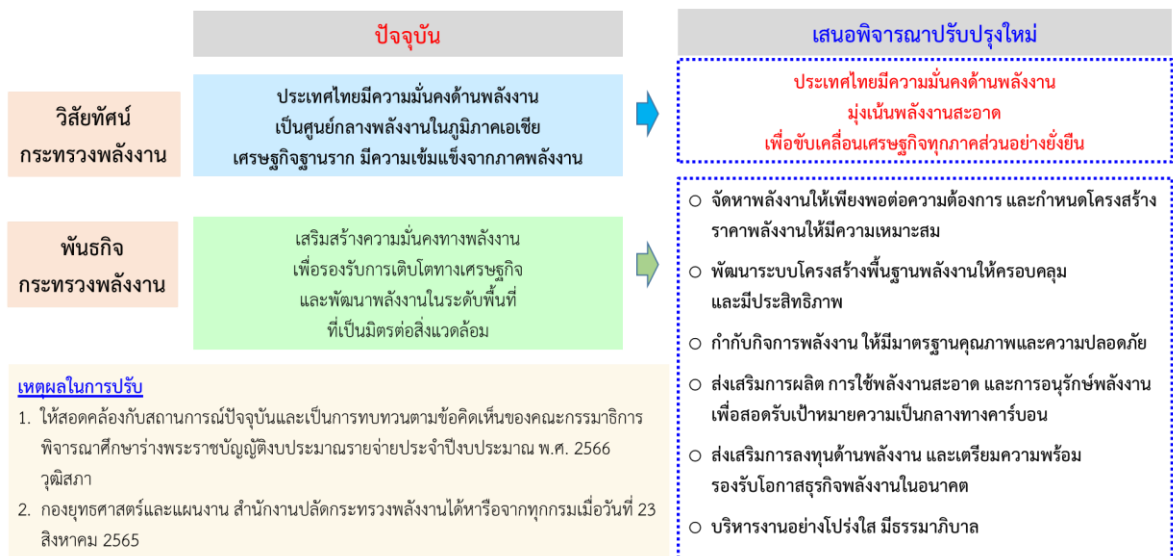 ปัจจุบัน
เสนอพิจารณาปรับปรุงใหม่
วิสัยทัศน์
กระทรวงพลังงาน
ประเทศไทยมีความมั่นคงด้านพลังงาน
เป็นศูนย์กลางพลังงานในภูมิภาคเอเชีย
เศรษฐกิจฐานราก มีความเข้มแข็งจากภาคพลังงาน
ประเทศไทยมีความมั่นคงด้านพลังงาน
มุ่งเน้นพลังงานสะอาด
เพื่อขับเคลื่อนเศรษฐกิจทุกภาคส่วนอย่างยั่งยืน
พันธกิจ
กระทรวงพลังงาน
เสริมสร้างความมั่นคงทางพลังงาน
เพื่อรองรับการเติบโตทางเศรษฐกิจ
และพัฒนาพลังงานในระดับพื้นที่
ที่เป็นมิตรต่อสิ่งแวดล้อม
○ จัดหาพลังงานให้เพียงพอต่อความต้องการ และกำหนดโครงสร้าง
ราคาพลังงานให้มีความเหมาะสม
○ พัฒนาระบบโครงสร้างพื้นฐานพลังงานให้ครอบคลุม
และมีประสิทธิภาพ
○ กำกับกิจการพลังงาน ให้มีมาตรฐานคุณภาพและความปลอดภัย
○ ส่งเสริมการผลิต การใช้พลังงานสะอาด และการอนุรักษ์พลังงาน
เพื่อสอดรับเป้าหมายความเป็นกลางทางคาร์บอน
○ ส่งเสริมการลงทุนด้านพลังงาน และเตรียมความพร้อม
รองรับโอกาสธุรกิจพลังงานในอนาคต
○ บริหารงานอย่างโปร่งใส มีธรรมาภิบาล
เหตุผลในการปรับ
1. ให้สอดคล้องกับสถานการณ์ปัจจุบันและเป็นการทบทวนตามข้อคิดเห็นของคณะกรรมาธิการ
พิจารณาศึกษาร่างพระราชบัญญัติงบประมาณรายจ่ายประจำปีงบประมาณ พ.ศ. 2566
วุฒิสภา
2. กองยุทธศาสตร์และแผนงาน สำนักงานปลัดกระทรวงพลังงานได้หารือจากทุกกรมเมื่อวันที่ 23
สิงหาคม 2565